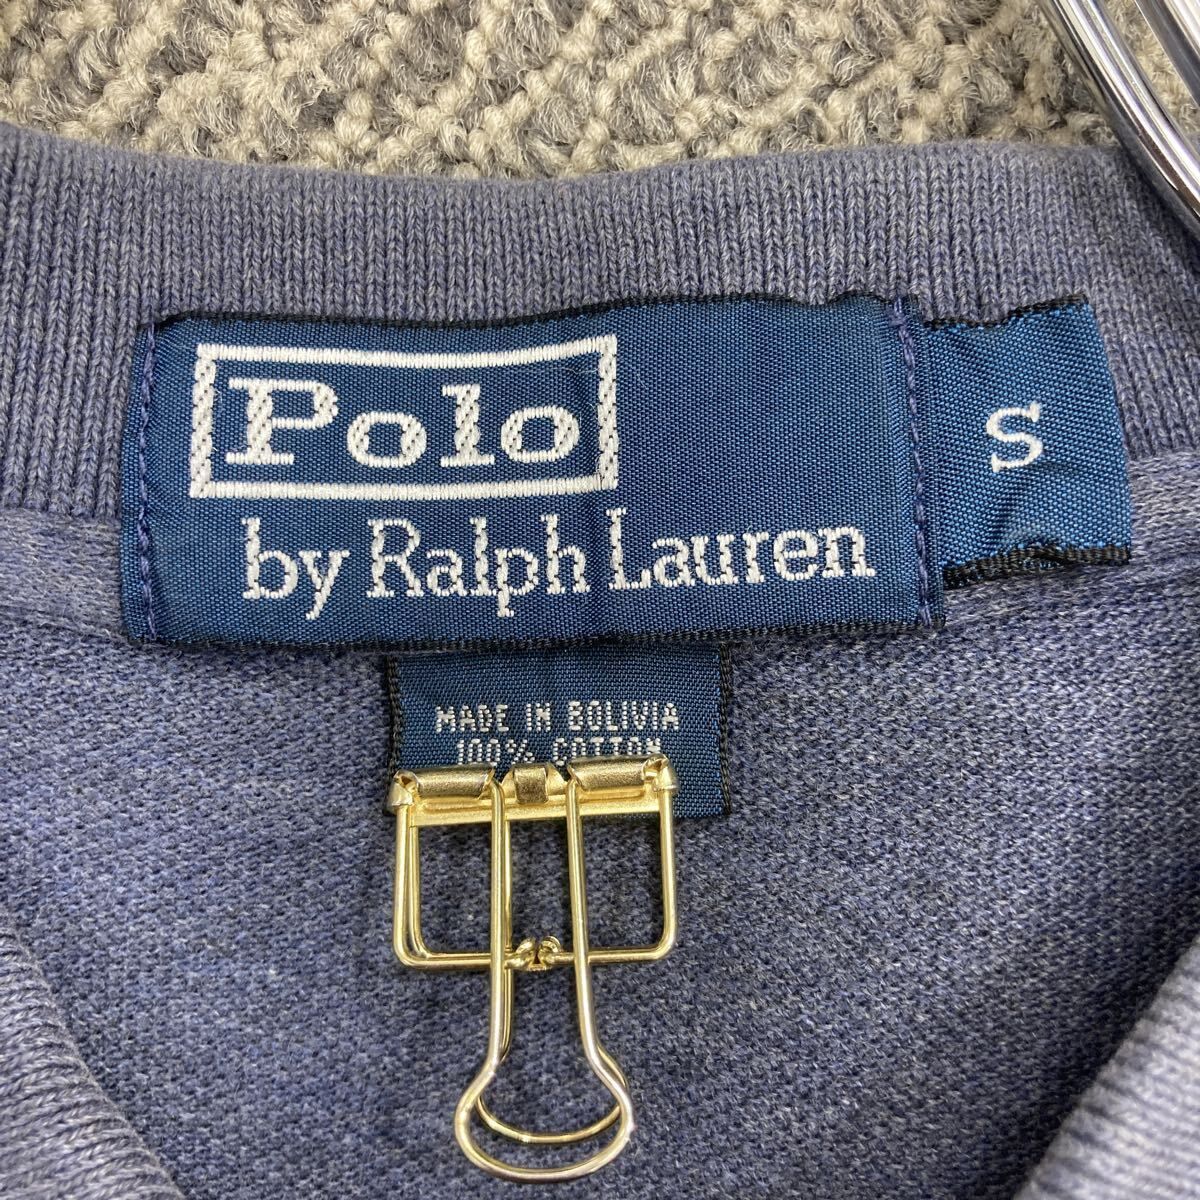 Polo
by Ralph Lauren
S
MADE IN BOLIVIA
100% COTTON